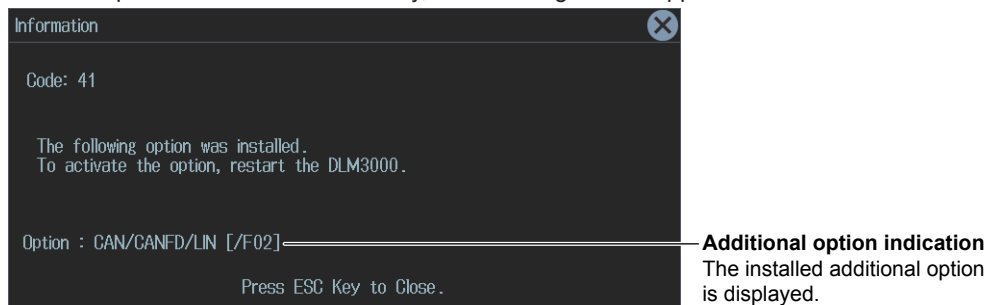 Information
Code: 41
The following option was installed.
To activate the option, restart the DLM3000.
Option : CAN/CANFD/LIN [/F02]
Press ESC Key to Close.
Additional option indication
The installed additional option
is displayed.